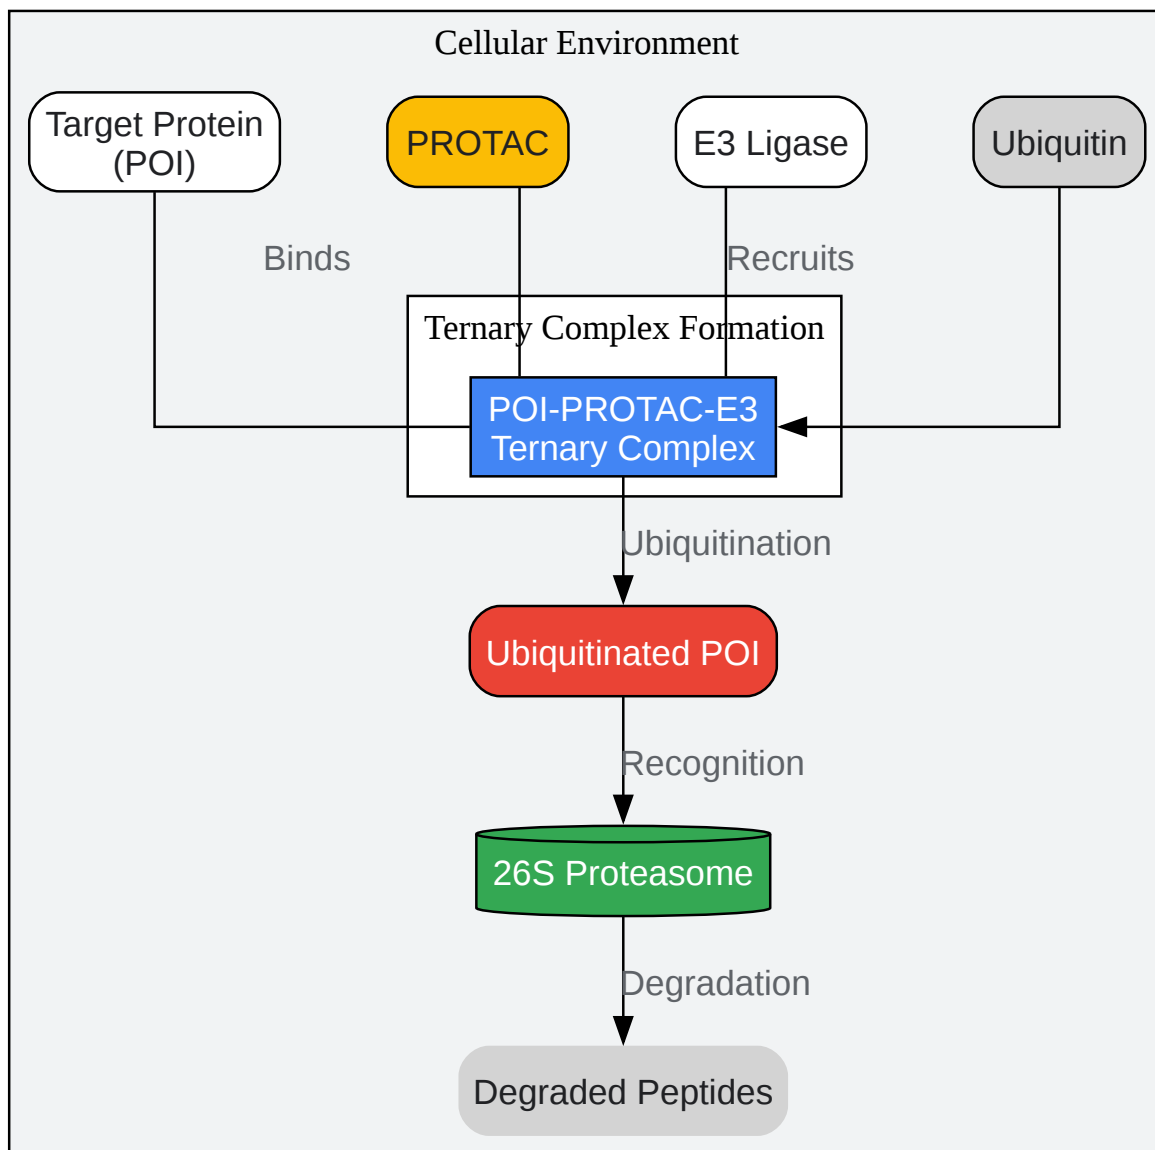 Cellular Environment
Target Protein
(POI)
PROTAC
E3 Ligase
Ubiquitin
Binds
Recruits
Ternary Complex Formation
POI-PROTAC-E3
Ternary Complex
Ubiquitination
Ubiquitinated POI
Recognition
26S Proteasome
Degradation
Degraded Peptides